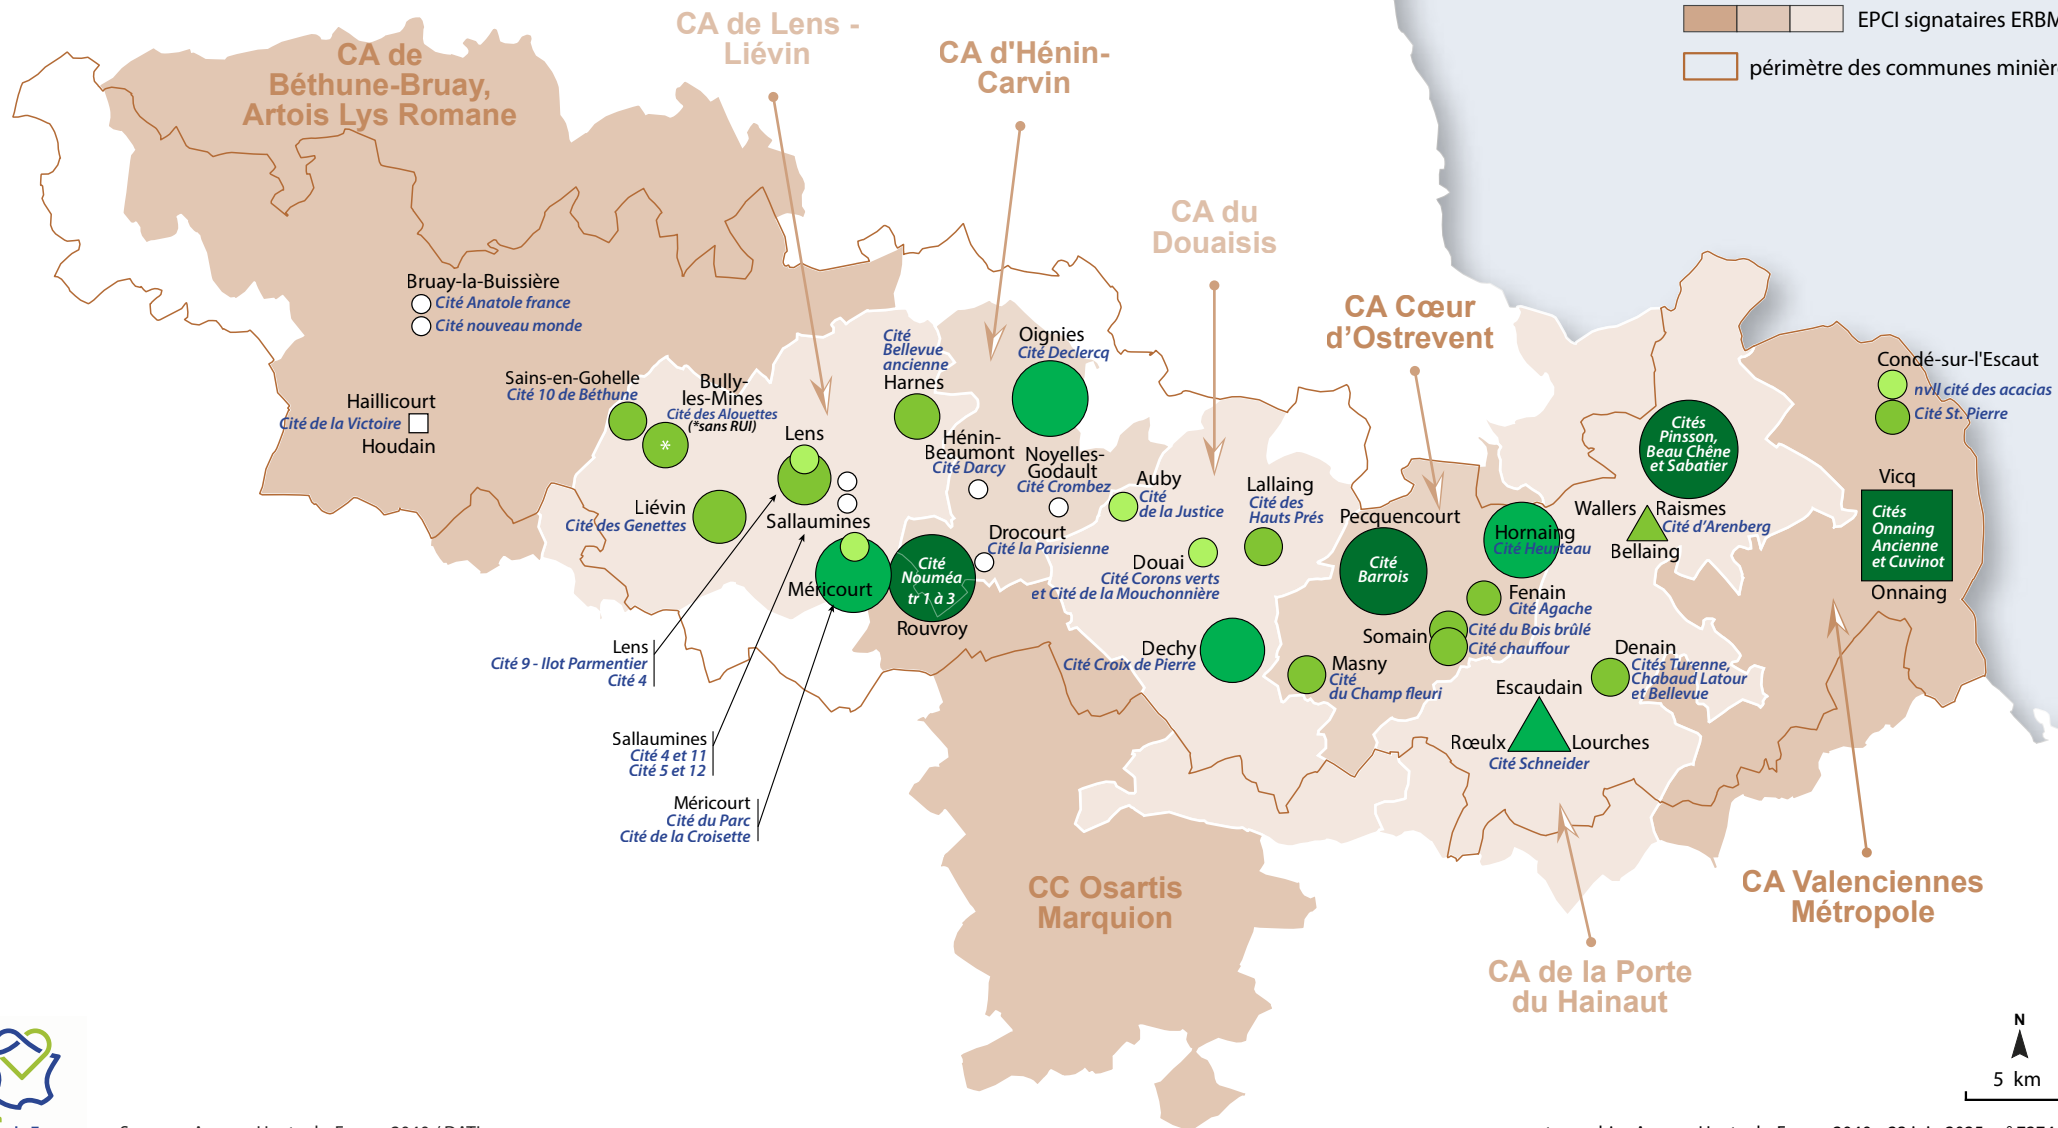 EPCI signataires ERBM
périmètre des communes minièr
CA de
Béthune-Bruay,
Artois Lys Romane
CA de Lens -
Liévin
CA d'Hénin-
Carvin
CA du
Douaisis
CA Cœur
d'Ostrevent
Bruay-la-Buissière
Cité Anatole france
Cité nouveau monde
Haillicourt
Cité de la Victoire
Houdain
Sains-en-Gohelle
Cité 10 de Béthune
Bully-
les-Mines
Cité des Alouettes
(*sans RUI)
*
Liévin
Cité des Genettes
Lens
Sallaumines
Méricourt
Cité
Bellevue
ancienne
Harnes
Oignies
Cité Declercq
Hénin-
Beaumont
Cité Darcy
Noyelles-
Godault
Cité Crombez
Drocourt
Cité la Parisienne
Cité
Nouméa
tr 1 à 3
Rouvroy
Auby
Cité
de la Justice
Lallaing
Cité des
Hauts Prés
Douai
Cité Corons verts
et Cité de la Mouchonnière
Dechy
Cité Croix de Pierre
Pecquencourt
Cité
Barrois
Masny
Cité
du Champ fleuri
Hornaing
Cité Heurteau
Fenain
Cité Agache
Somain
Cité du Bois brûlé
Cité chauffour
Cités
Pinsson,
Beau Chêne
et Sabatier
Wallers
Raismes
Cité d'Arenberg
Bellaing
Denain
Cités Turenne,
Chabaud Latour
et Bellevue
Escaudain
Rœulx
Lourches
Cité Schneider
Condé-sur-l'Escaut
nvll cité des acacias
Cité St. Pierre
Vicq
Cités
Onnaing
Ancienne
et Cuvinot
Onnaing
Lens
Cité 9 - Ilot Parmentier
Cité 4
Sallaumines
Cité 4 et 11
Cité 5 et 12
Méricourt
Cité du Parc
Cité de la Croisette
CC Osartis
Marquion
CA Valenciennes
Métropole
CA de la Porte
du Hainaut
N
5 km